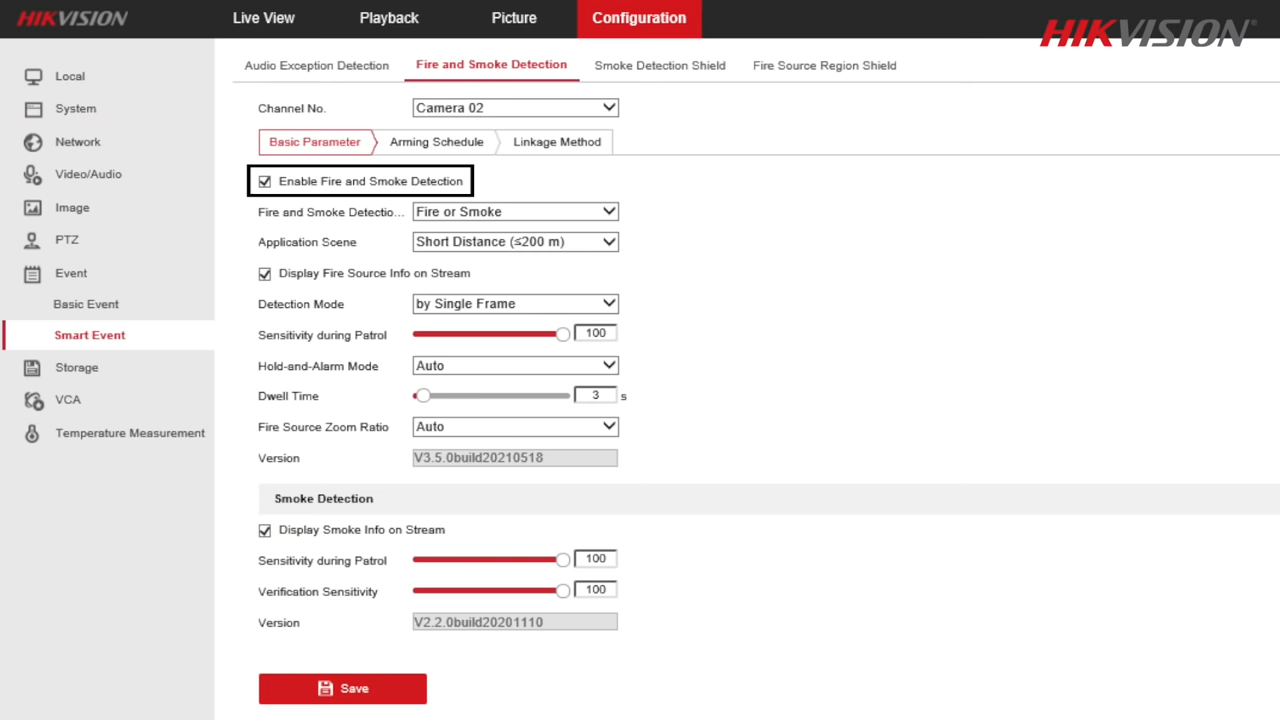 HIKVISION Live View Playback Picture Configuration HIKVISION®
Local
System
Network
Video/Audio
Image
PTZ
Event
Basic Event
Smart Event
Storage
VCA
Temperature Measurement
Audio Exception Detection Fire and Smoke Detection Smoke Detection Shield Fire Source Region Shield
Channel No. Camera 02
Basic Parameter Arming Schedule Linkage Method
Enable Fire and Smoke Detection
Fire and Smoke Detectio... Fire or Smoke
Application Scene Short Distance (≤200 m)
Display Fire Source Info on Stream
Detection Mode by Single Frame
Sensitivity during Patrol 100
Hold-and-Alarm Mode Auto
Dwell Time 3 s
Fire Source Zoom Ratio Auto
Version V3.5.0build20210518
Smoke Detection
Display Smoke Info on Stream
Sensitivity during Patrol 100
Verification Sensitivity 100
Version V2.2.0build20201110
Save